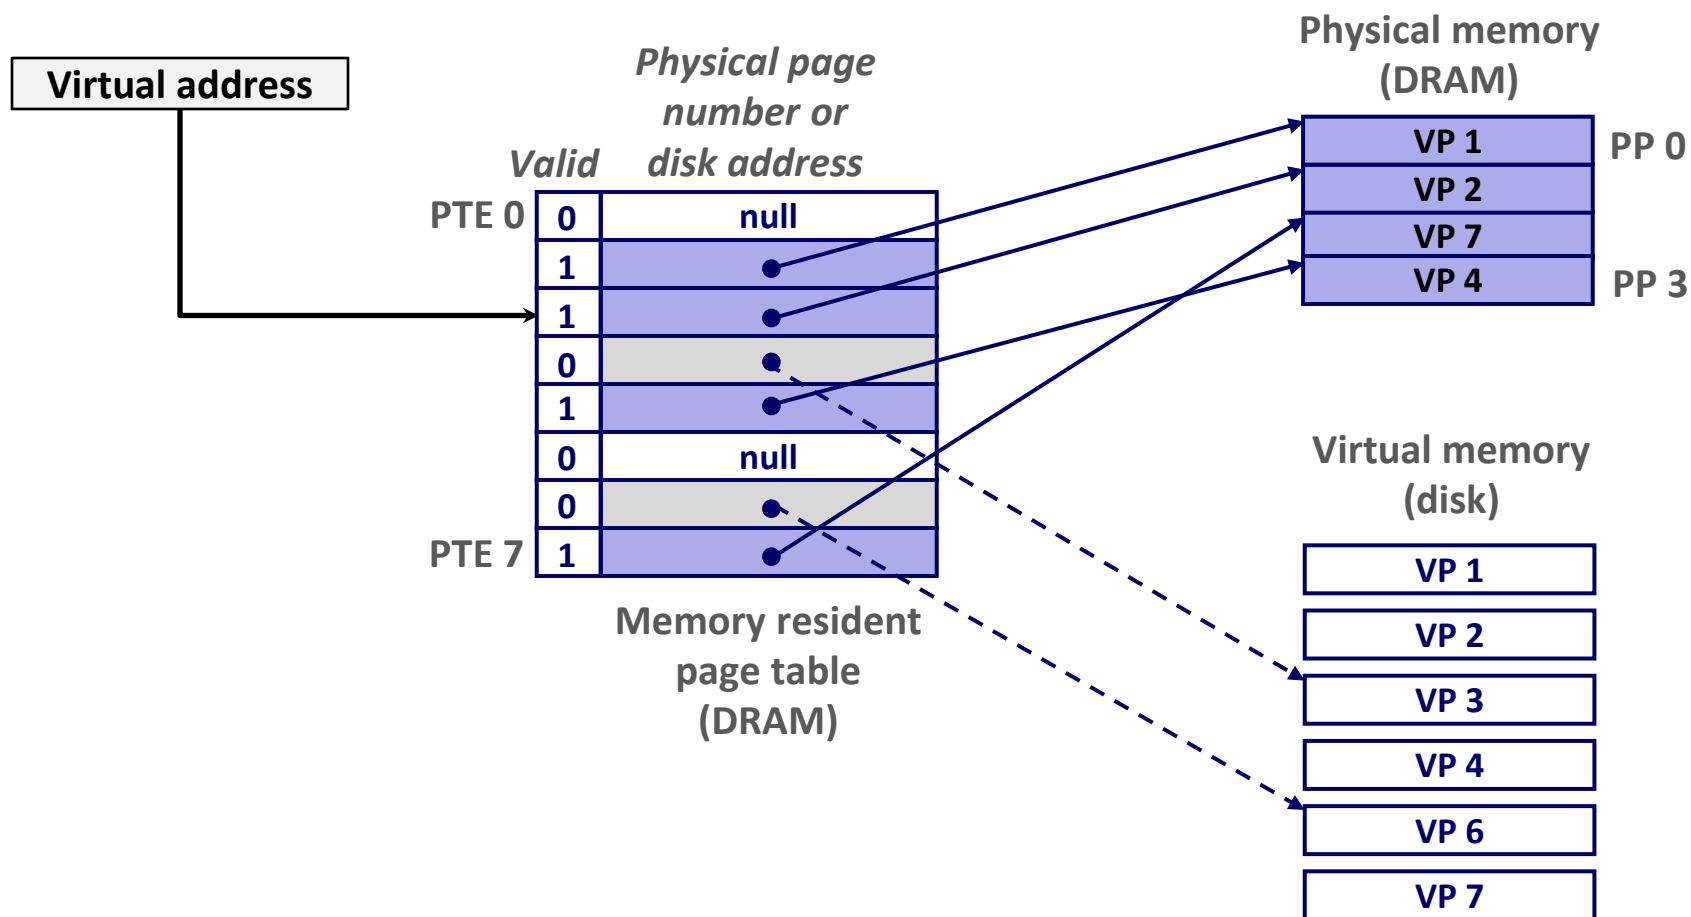 Virtual address
Physical page
number or
disk address
Valid
PTE 0
0
null
1
1
0
1
0
null
0
PTE 7
1
Memory resident
page table
(DRAM)
Physical memory
(DRAM)
VP 1
PP 0
VP 2
VP 7
VP 4
PP 3
Virtual memory
(disk)
VP 1
VP 2
VP 3
VP 4
VP 6
VP 7